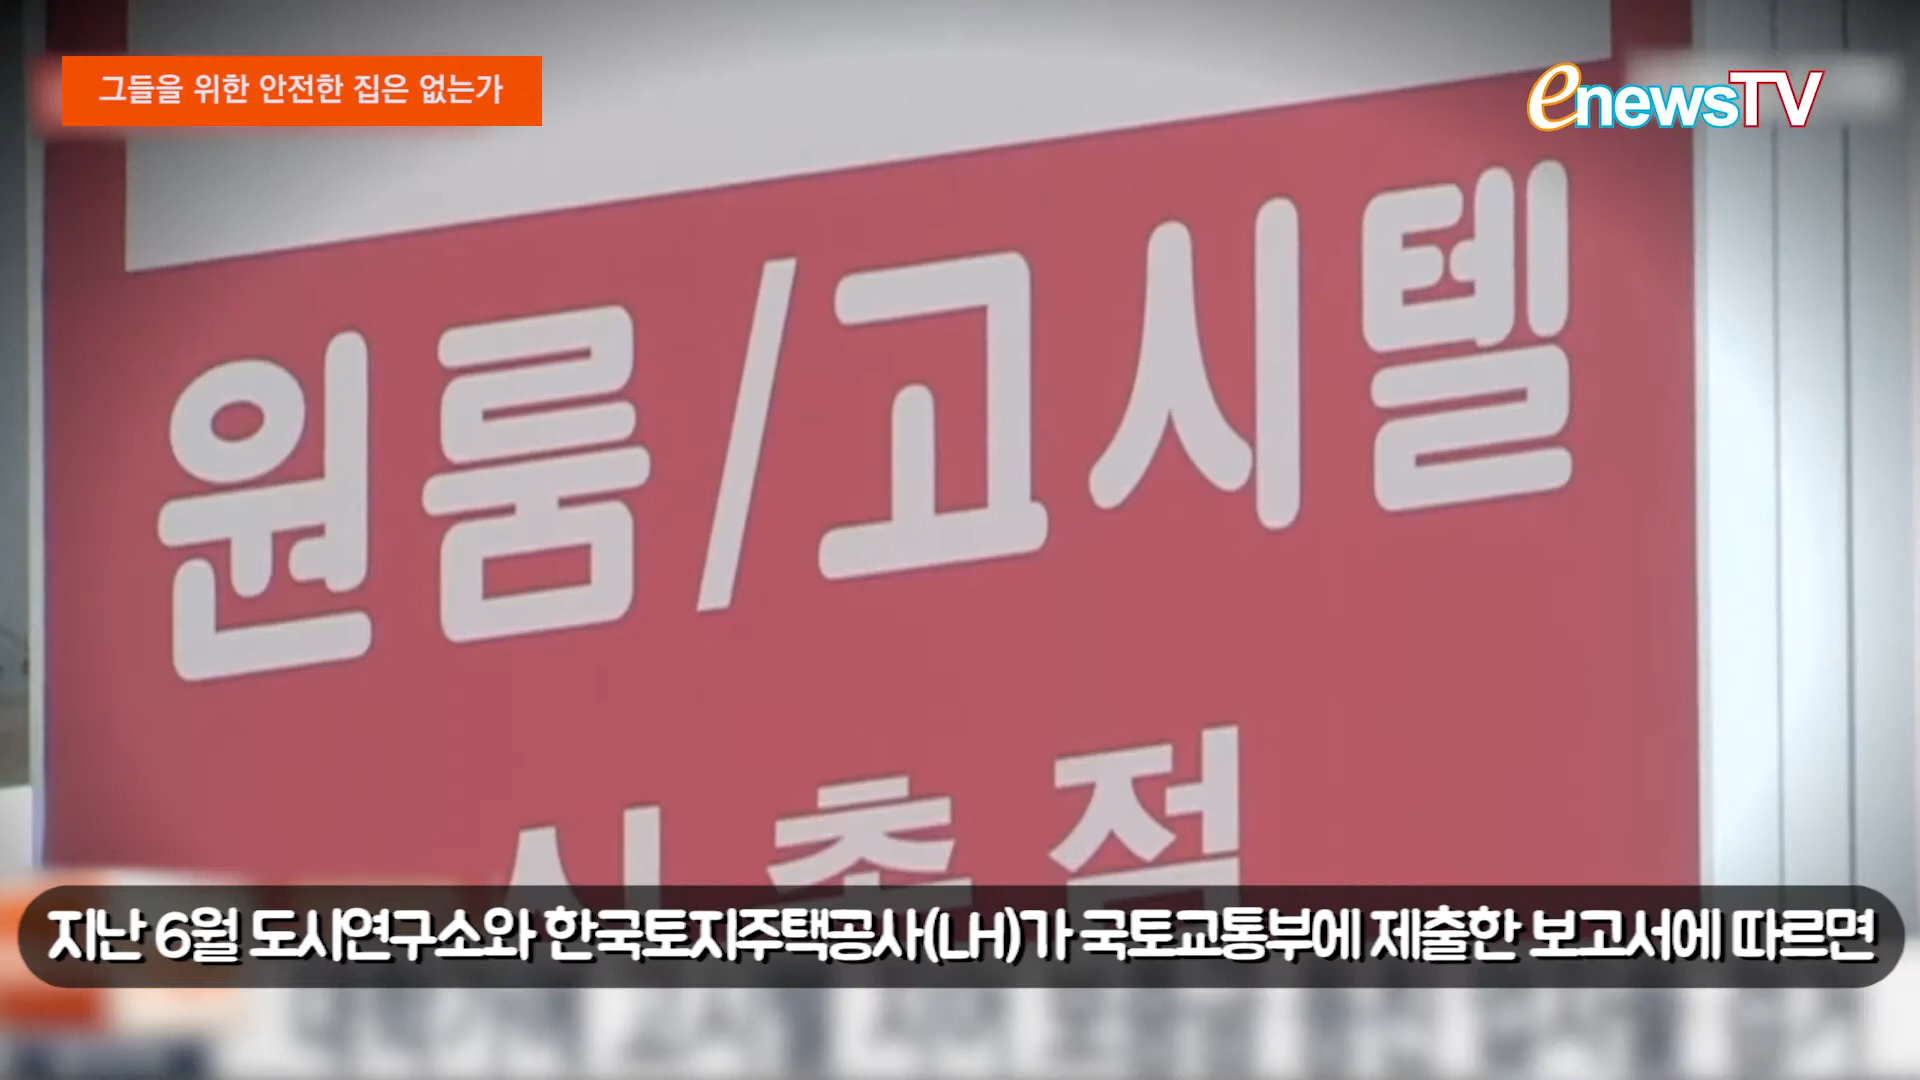 그들을 위한 안전한 집은 없는가
enewsTV
원룸/고시텔
지난 6월 도시연구소와 한국토지주택공사(LH)가 국토교통부에 제출한 보고서에 따르면